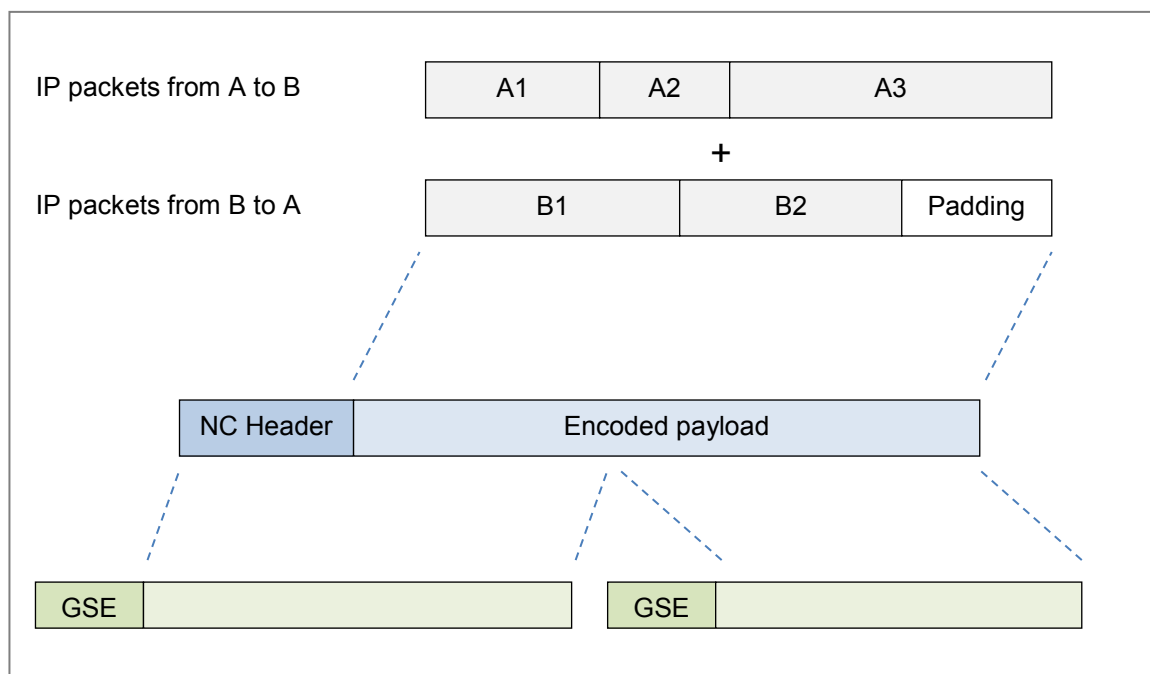 IP packets from A to B
A1 A2 A3
+
IP packets from B to A
B1 B2 Padding
NC Header Encoded payload
GSE GSE